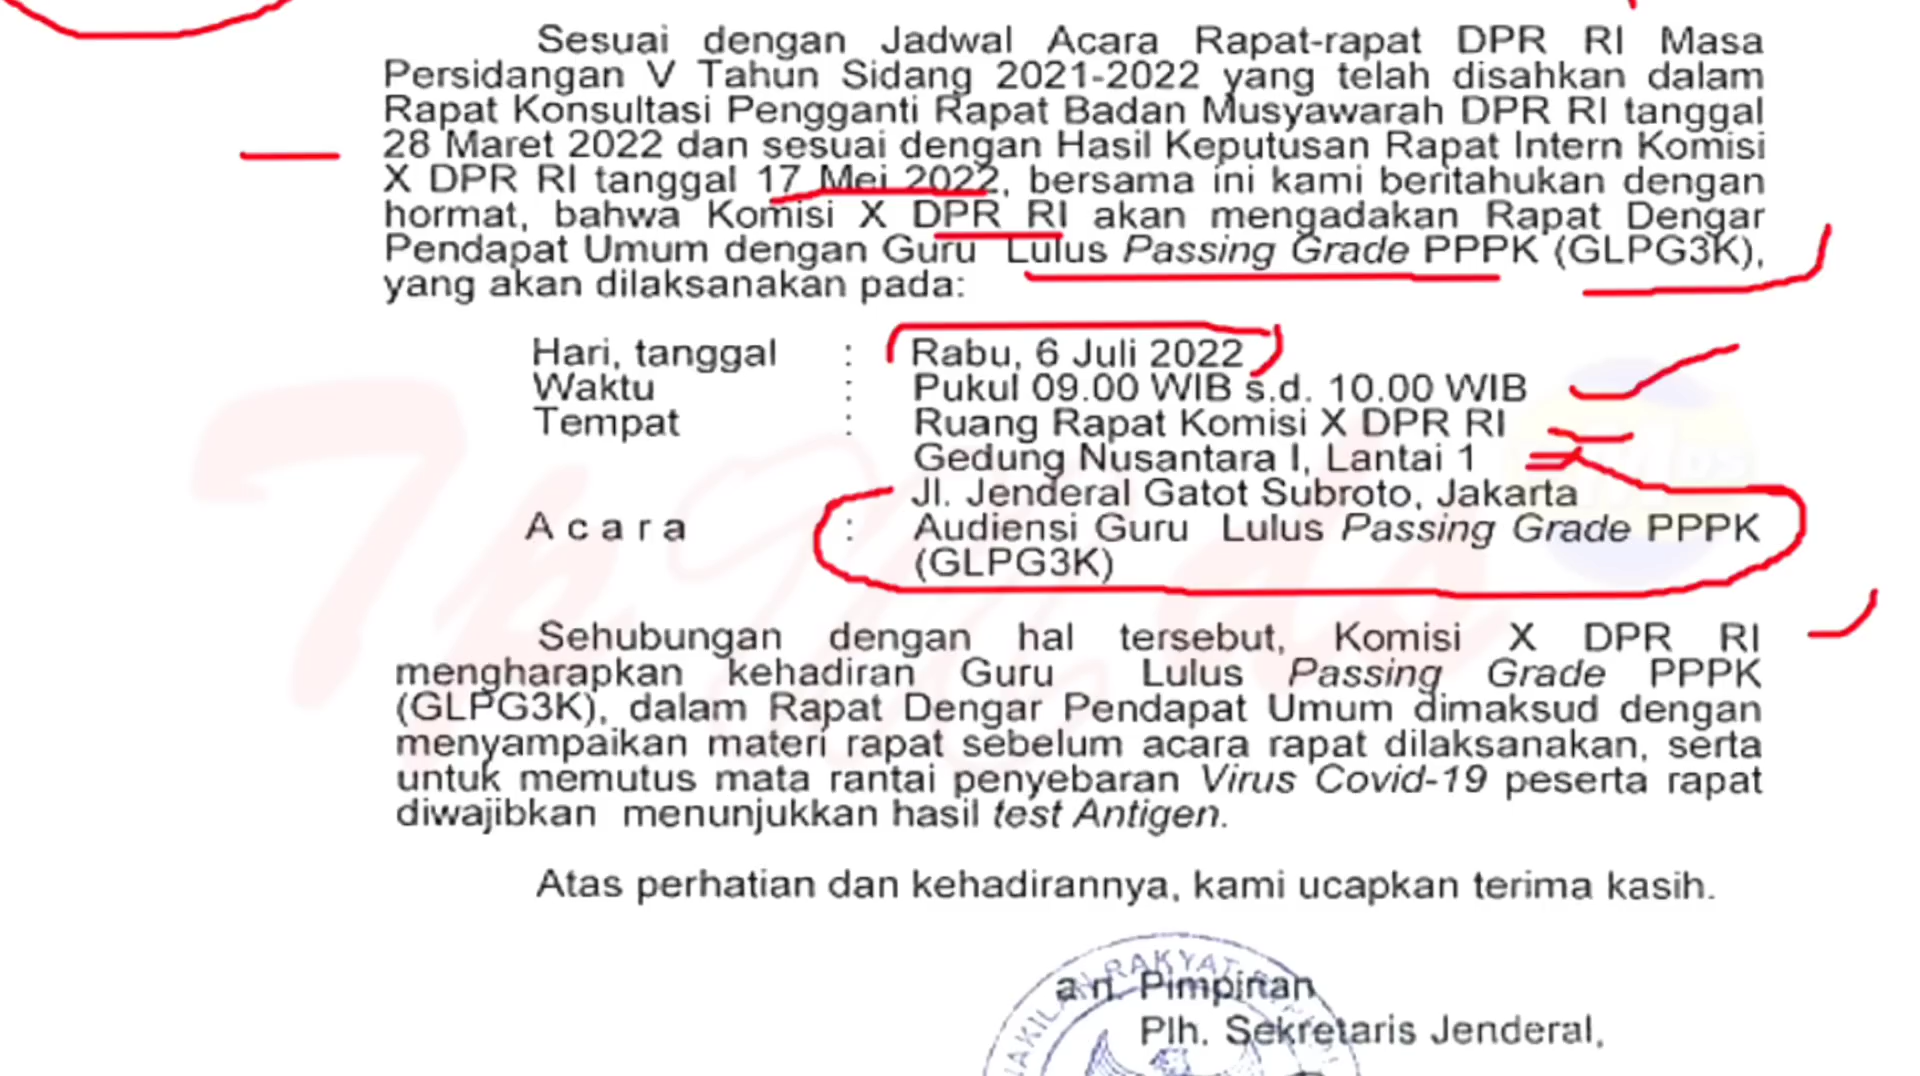 Sesuai dengan Jadwal Acara Rapat-rapat DPR RI Masa
Persidangan V Tahun Sidang 2021-2022 yang telah disahkan dalam
Rapat Konsultasi Pengganti Rapat Badan Musyawarah DPR RI tanggal
28 Maret 2022 dan sesuai dengan Hasil Keputusan Rapat Intern Komisi
X DPR RI tanggal 17 Mei 2022, bersama ini kami beritahukan dengan
hormat, bahwa Komisi X DPR RI akan mengadakan Rapat Dengar
Pendapat Umum dengan Guru Lulus Passing Grade PPPK (GLPG3K),
yang akan dilaksanakan pada:
Hari, tanggal : Rabu, 6 Juli 2022
Waktu : Pukul 09.00 WIB s.d. 10.00 WIB
Tempat : Ruang Rapat Komisi X DPR RI
Gedung Nusantara I, Lantai 1
Jl. Jenderal Gatot Subroto, Jakarta
A c a r a : Audiensi Guru Lulus Passing Grade PPPK
(GLPG3K)
Sehubungan dengan hal tersebut, Komisi X DPR RI
mengharapkan kehadiran Guru Lulus Passing Grade PPPK
(GLPG3K), dalam Rapat Dengar Pendapat Umum dimaksud dengan
menyampaikan materi rapat sebelum acara rapat dilaksanakan, serta
untuk memutus mata rantai penyebaran Virus Covid-19 peserta rapat
diwajibkan menunjukkan hasil test Antigen.
Atas perhatian dan kehadirannya, kami ucapkan terima kasih.
a.n. Pimpinan
Plh. Sekretaris Jenderal,